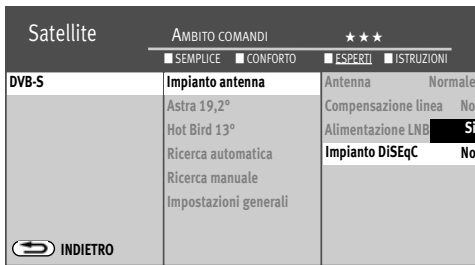 Satellite
AMBITO COMANDI ★★★
SEMPLICE CONFORTO ESPERTI ISTRUZIONI
DVB-S
Impianto antenna
Astra 19,2°
Hot Bird 13°
Ricerca automatica
Ricerca manuale
Impostazioni generali
Antenna Normale
Compensazione linea No
Alimentazione LNB Si
Impianto DiSEqC No
INDIETRO